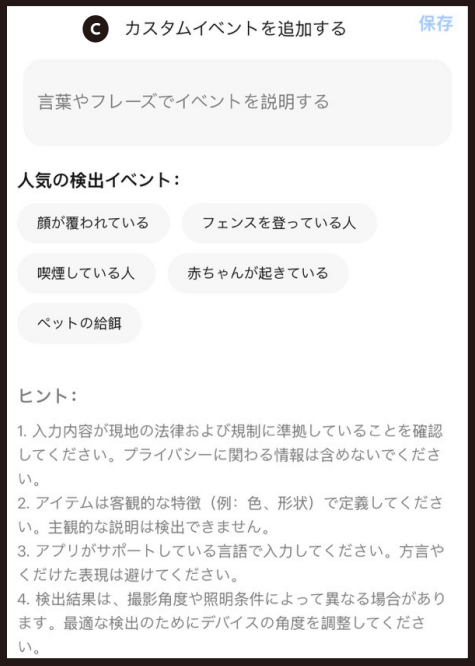 C カスタムイベントを追加する 保存
言葉やフレーズでイベントを説明する
人気の検出イベント:
顔が覆われている フェンスを登っている人
喫煙している人 赤ちゃんが起きている
ペットの給餌
ヒント:
1. 入力内容が現地の法律および規制に準拠していることを確認
してください。プライバシーに関わる情報は含めないでくださ
い。
2. アイテムは客観的な特徴（例：色、形状）で定義してくださ
い。主観的な説明は検出できません。
3. アプリがサポートしている言語で入力してください。方言や
くだけた表現は避けてください。
4. 検出結果は、撮影角度や照明条件によって異なる場合があり
ます。最適な検出のためにデバイスの角度を調整してくださ
い。